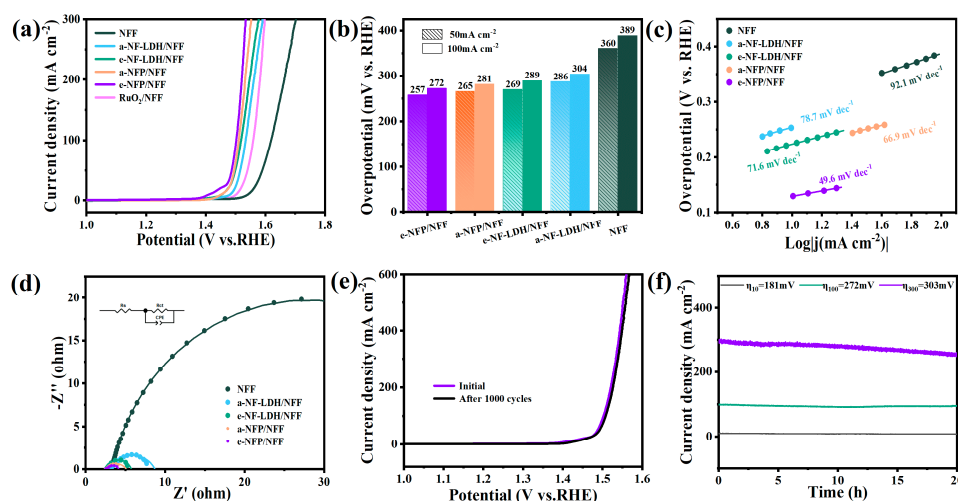 (a)
Current density (mA cm⁻²)
300
200
100
0
1.0
1.2
1.4
1.6
1.8
Potential (V vs.RHE)
NFF
a-NF-LDH/NFF
e-NF-LDH/NFF
a-NFP/NFF
e-NFP/NFF
RuO₂/NFF
(b)
Overpotential (mV vs. RHE)
400
300
200
100
0
50mA cm⁻²
100mA cm⁻²
257
272
265
281
269
289
286
304
360
389
e-NFP/NFF
a-NFP/NFF
e-NF-LDH/NFF
a-NF-LDH/NFF
NFF
(c)
Overpotential (V vs. RHE)
0.4
0.3
0.2
0.1
0.6
0.8
1.0
1.2
1.4
1.6
1.8
2.0
Log|j(mA cm⁻²)|
NFF
a-NF-LDH/NFF
e-NF-LDH/NFF
a-NFP/NFF
e-NFP/NFF
92.1 mV dec⁻¹
78.7 mV dec⁻¹
71.6 mV dec⁻¹
66.9 mV dec⁻¹
49.6 mV dec⁻¹
(d)
-Z'' (ohm)
20
15
10
5
0
0
5
10
15
20
25
30
Z' (ohm)
Rs
Rct
CPE
NFF
a-NF-LDH/NFF
e-NF-LDH/NFF
a-NFP/NFF
e-NFP/NFF
(e)
Current density (mA cm⁻²)
600
400
200
0
1.0
1.1
1.2
1.3
1.4
1.5
1.6
Potential (V vs.RHE)
Initial
After 1000 cycles
(f)
Current density (mA cm⁻²)
400
200
0
0
5
10
15
20
Time (h)
η₁₀=181mV
η₁₀₀=272mV
η₃₀₀=303mV